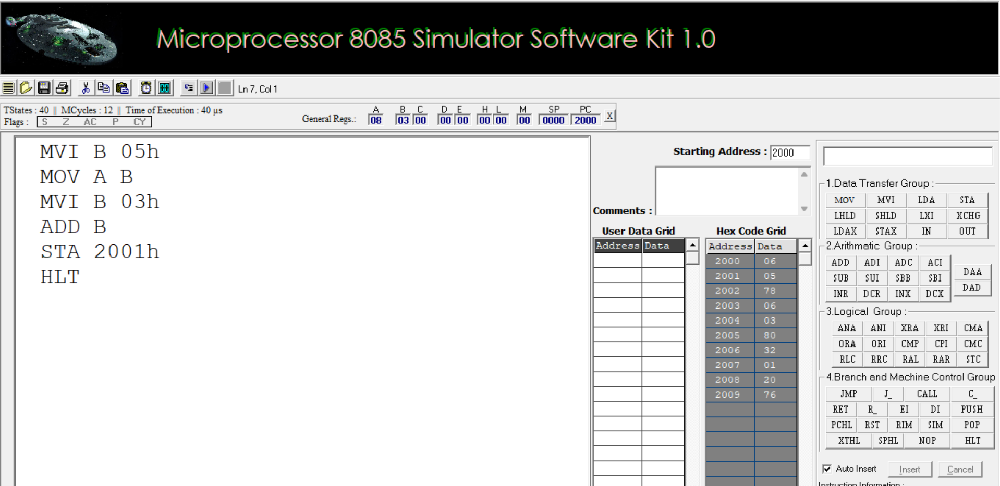 Microprocessor 8085 Simulator Software Kit 1.0
Ln 7, Col 1
TStates : 40 || MCycles : 12 || Time of Execution : 40 µs
Flags : S Z AC P CY
General Regs.:
A B C D E H L M SP PC
08 03 00 00 00 00 00 00 0000 2000 X
MVI B 05h
MOV A B
MVI B 03h
ADD B
STA 2001h
HLT
Starting Address : 2000
Comments :
User Data Grid
Address Data
Hex Code Grid
Address Data
2000 06
2001 05
2002 78
2003 06
2004 03
2005 80
2006 32
2007 01
2008 20
2009 76
1.Data Transfer Group :
MOV MVI LDA STA
LHLD SHLD LXI XCHG
LDAX STAX IN OUT
2.Arithmatic Group :
ADD ADI ADC ACI
SUB SUI SBB SBI
INR DCR INX DCX
DAA
DAD
3.Logical Group :
ANA ANI XRA XRI CMA
ORA ORI CMP CPI CMC
RLC RRC RAL RAR STC
4.Branch and Machine Control Group
JMP J_ CALL C_
RET R_ EI DI PUSH
PCHL RST RIM SIM POP
XTHL SPHL NOP HLT
Auto Insert Insert Cancel
Instruction Information :